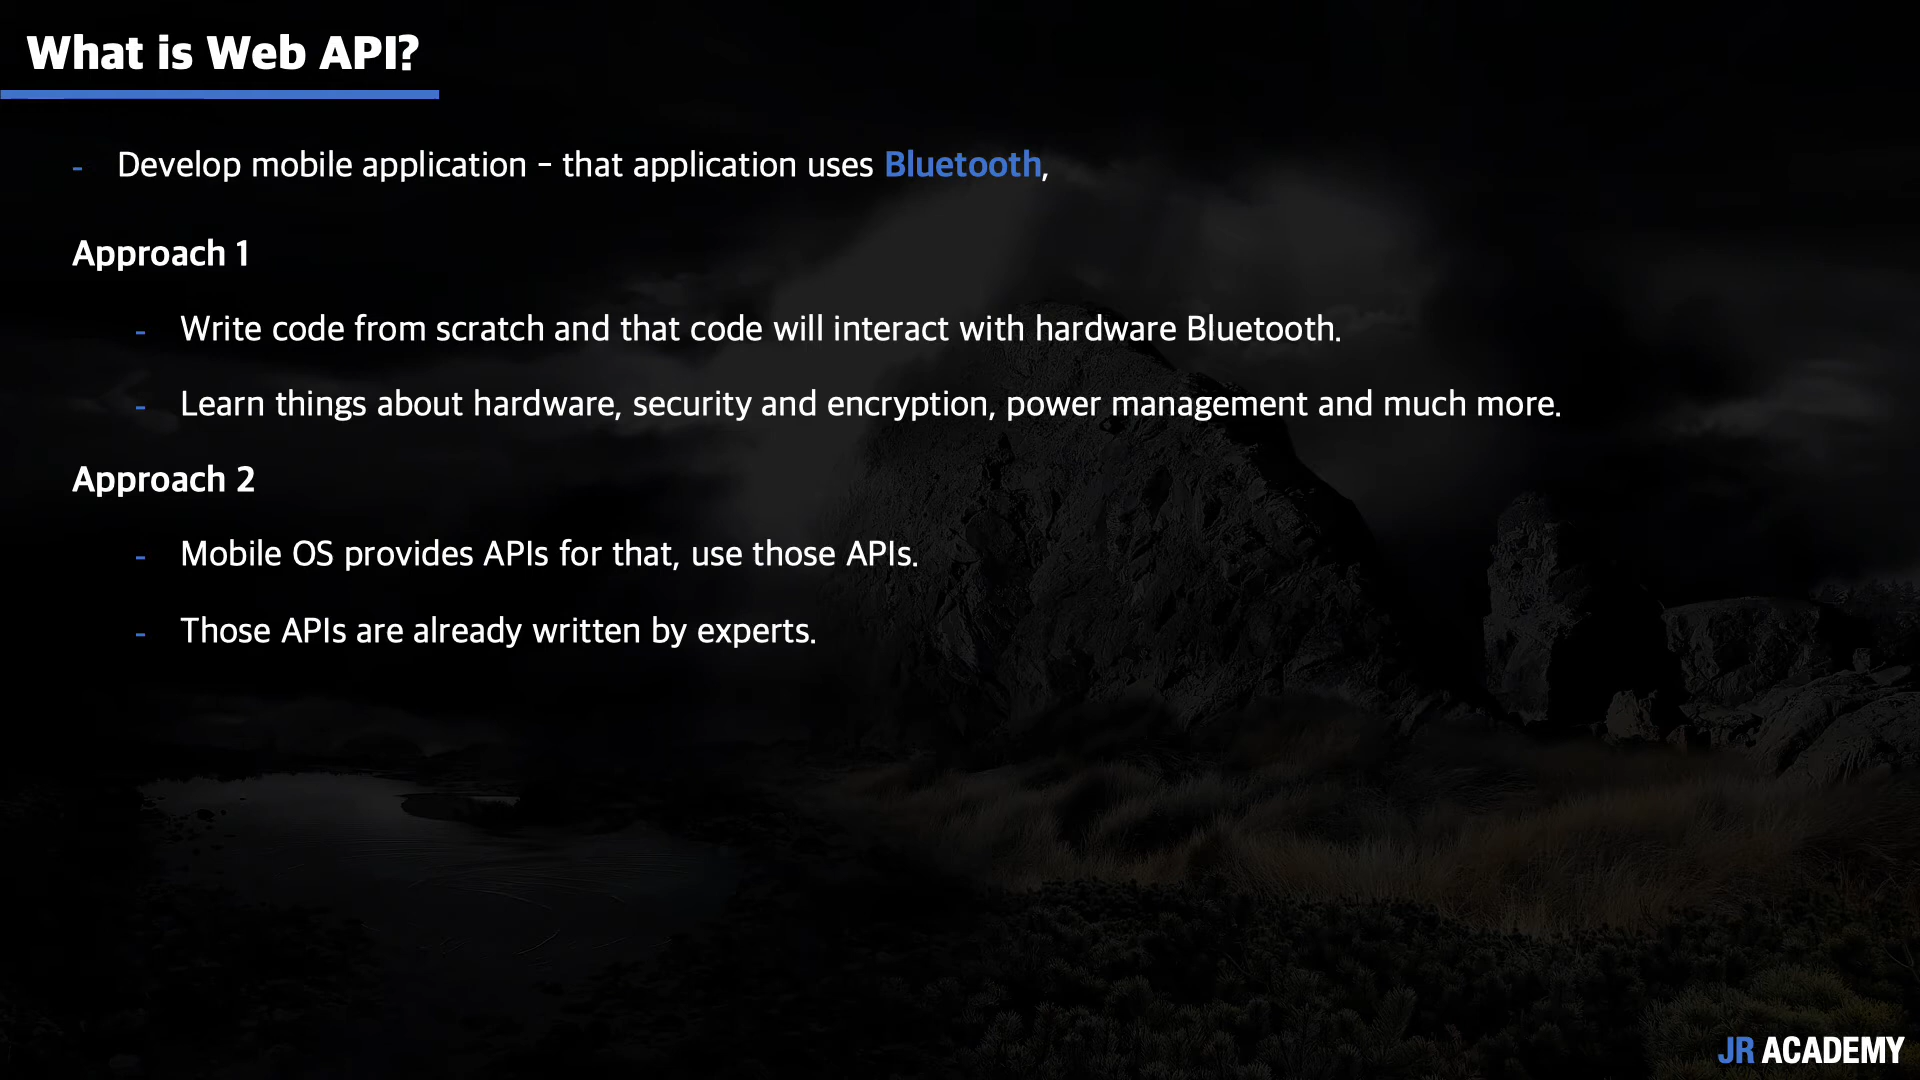 What is Web API?
- Develop mobile application – that application uses Bluetooth,
Approach 1
- Write code from scratch and that code will interact with hardware Bluetooth.
- Learn things about hardware, security and encryption, power management and much more.
Approach 2
- Mobile OS provides APIs for that, use those APIs.
- Those APIs are already written by experts.
JR ACADEMY